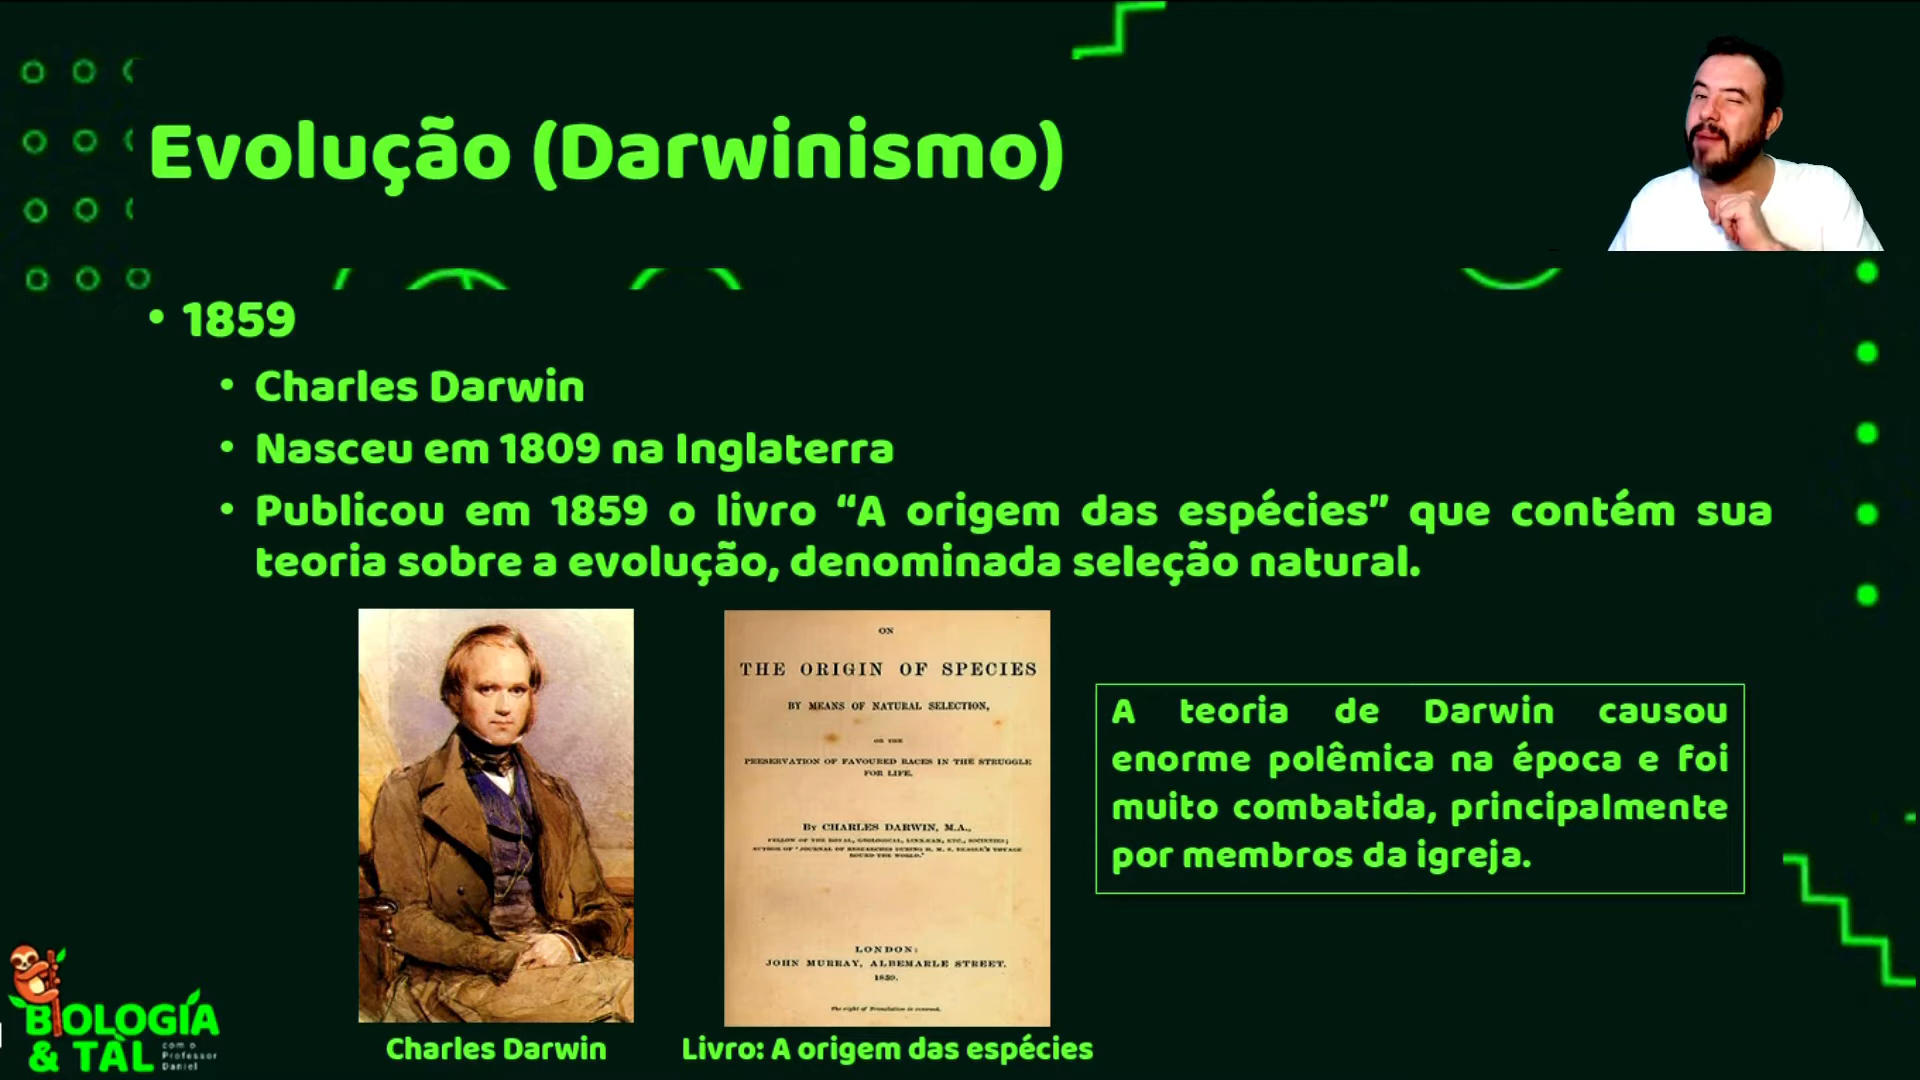 Evolução (Darwinismo)
• 1859
• Charles Darwin
• Nasceu em 1809 na Inglaterra
• Publicou em 1859 o livro “A origem das espécies” que contém sua
teoria sobre a evolução, denominada seleção natural.
ON
THE ORIGIN OF SPECIES
BY MEANS OF NATURAL SELECTION,
OR THE
PRESERVATION OF FAVOURED RACES IN THE STRUGGLE
FOR LIFE.
By CHARLES DARWIN, M.A.,
FELLOW OF THE ROYAL, GEOLOGICAL, LINNÆAN, ETC., SOCIETIES;
AUTHOR OF 'JOURNAL OF RESEARCHES DURING H. M. S. BEAGLE'S VOYAGE
ROUND THE WORLD.'
LONDON:
JOHN MURRAY, ALBEMARLE STREET.
1859.
The right of Translation is reserved.
A teoria de Darwin causou
enorme polêmica na época e foi
muito combatida, principalmente
por membros da igreja.
Charles Darwin
Livro: A origem das espécies
BIOLOGIA
& TAL
com o
Professor
Daniel